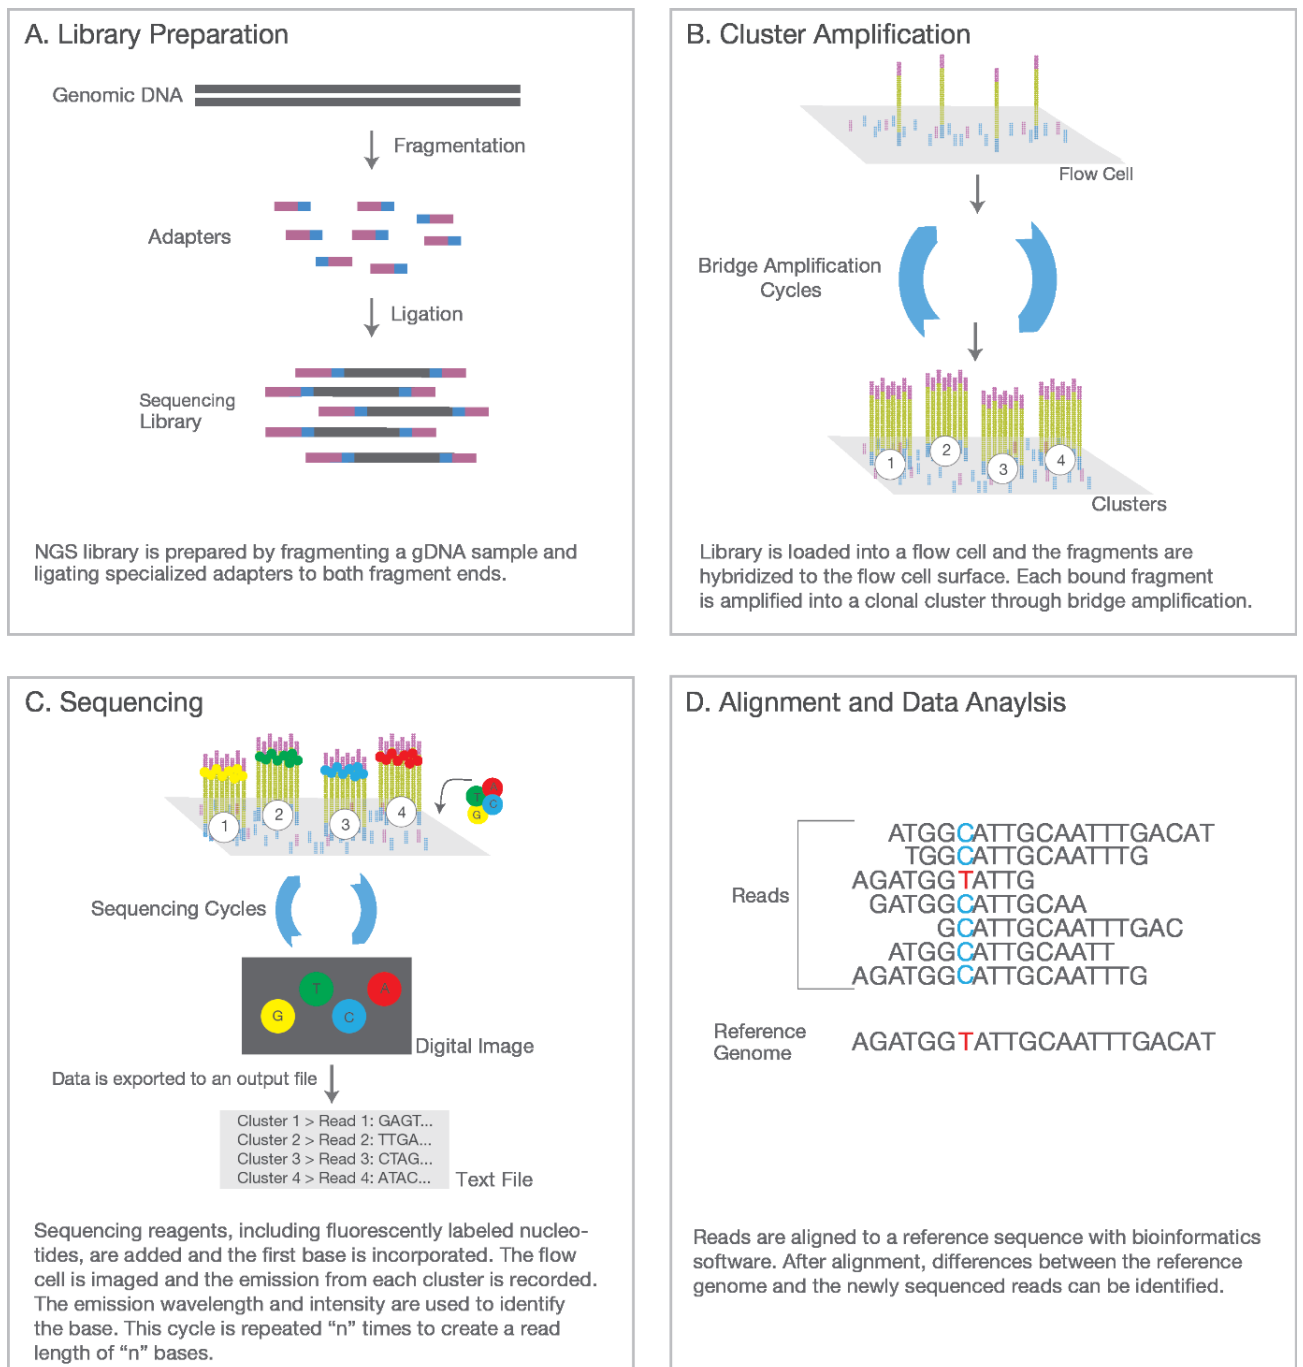 A. Library Preparation
Genomic DNA
Fragmentation
Adapters
Ligation
Sequencing
Library
NGS library is prepared by fragmenting a gDNA sample and
ligating specialized adapters to both fragment ends.
B. Cluster Amplification
Flow Cell
Bridge Amplification
Cycles
1
2
3
4
Clusters
Library is loaded into a flow cell and the fragments are
hybridized to the flow cell surface. Each bound fragment
is amplified into a clonal cluster through bridge amplification.
C. Sequencing
1
2
3
4
A
T
C
G
Sequencing Cycles
T
A
G
C
Digital Image
Data is exported to an output file
Cluster 1 > Read 1: GAGT...
Cluster 2 > Read 2: TTGA...
Cluster 3 > Read 3: CTAG...
Cluster 4 > Read 4: ATAC...
Text File
Sequencing reagents, including fluorescently labeled nucleo-
tides, are added and the first base is incorporated. The flow
cell is imaged and the emission from each cluster is recorded.
The emission wavelength and intensity are used to identify
the base. This cycle is repeated “n” times to create a read
length of “n” bases.
D. Alignment and Data Anaylsis
Reads
ATGGCATTGCAATTTGACAT
TGGCATTGCAATTTG
AGATGGTATTG
GATGGCATTGCAA
GCATTGCAATTTGAC
ATGGCATTGCAATT
AGATGGCATTGCAATTTG
Reference
Genome
AGATGGTATTGCAATTTGACAT
Reads are aligned to a reference sequence with bioinformatics
software. After alignment, differences between the reference
genome and the newly sequenced reads can be identified.